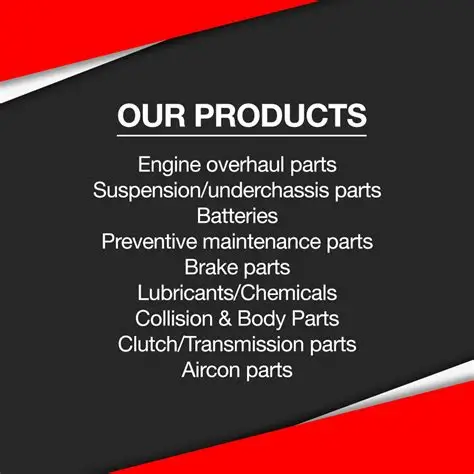 OUR PRODUCTS
Engine overhaul parts
Suspension/underchassis parts
Batteries
Preventive maintenance parts
Brake parts
Lubricants/Chemicals
Collision & Body Parts
Clutch/Transmission parts
Aircon parts